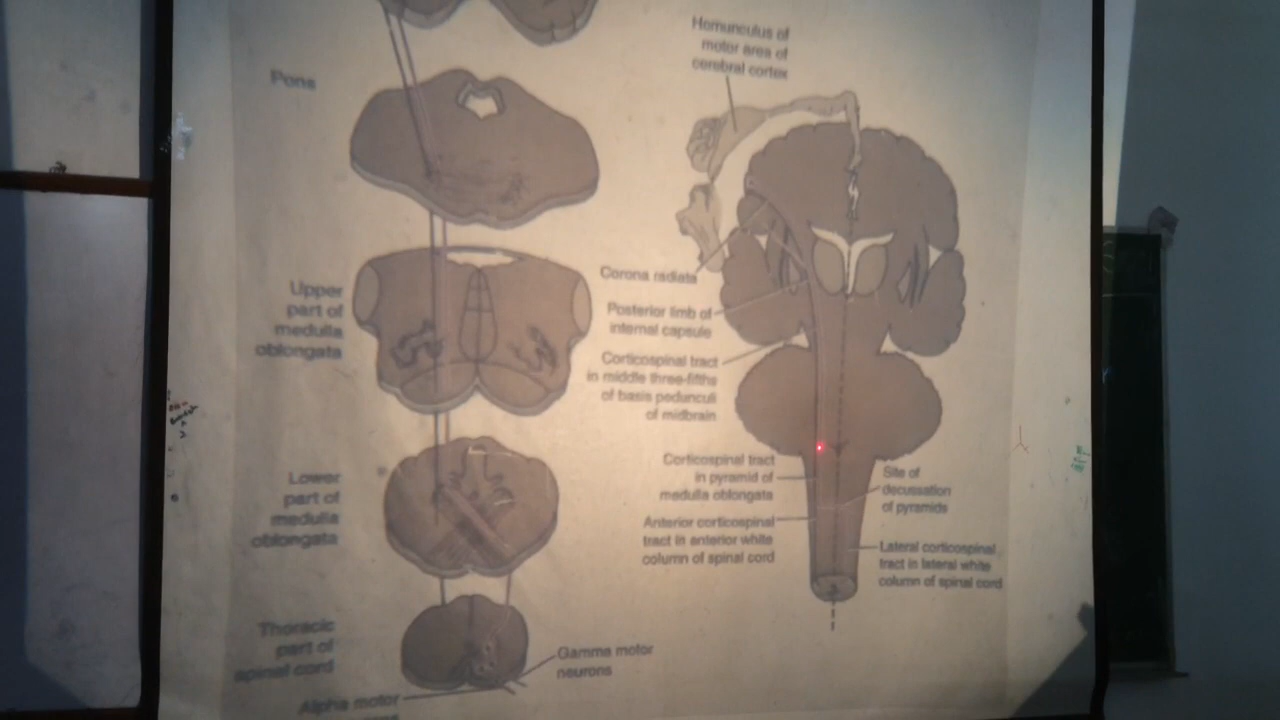 Pons
Upper
part of
medulla
oblongata
Lower
part of
medulla
oblongata
Thoracic
part of
spinal cord
Alpha motor
Gamma motor
neurons
Homunculus of
motor area of
cerebral cortex
Corona radiata
Posterior limb of
internal capsule
Corticospinal tract
in middle three-fifths
of basis pedunculi
of midbrain
Corticospinal tract
in pyramid of
medulla oblongata
Anterior corticospinal
tract in anterior white
column of spinal cord
Site of
decussation
of pyramids
Lateral corticospinal
tract in lateral white
column of spinal cord